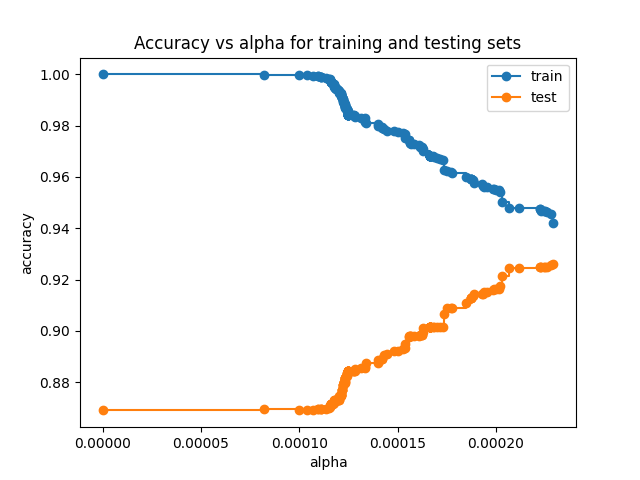 Accuracy vs alpha for training and testing sets
train
test
accuracy
1.00
0.98
0.96
0.94
0.92
0.90
0.88
0.00000
0.00005
0.00010
0.00015
0.00020
alpha